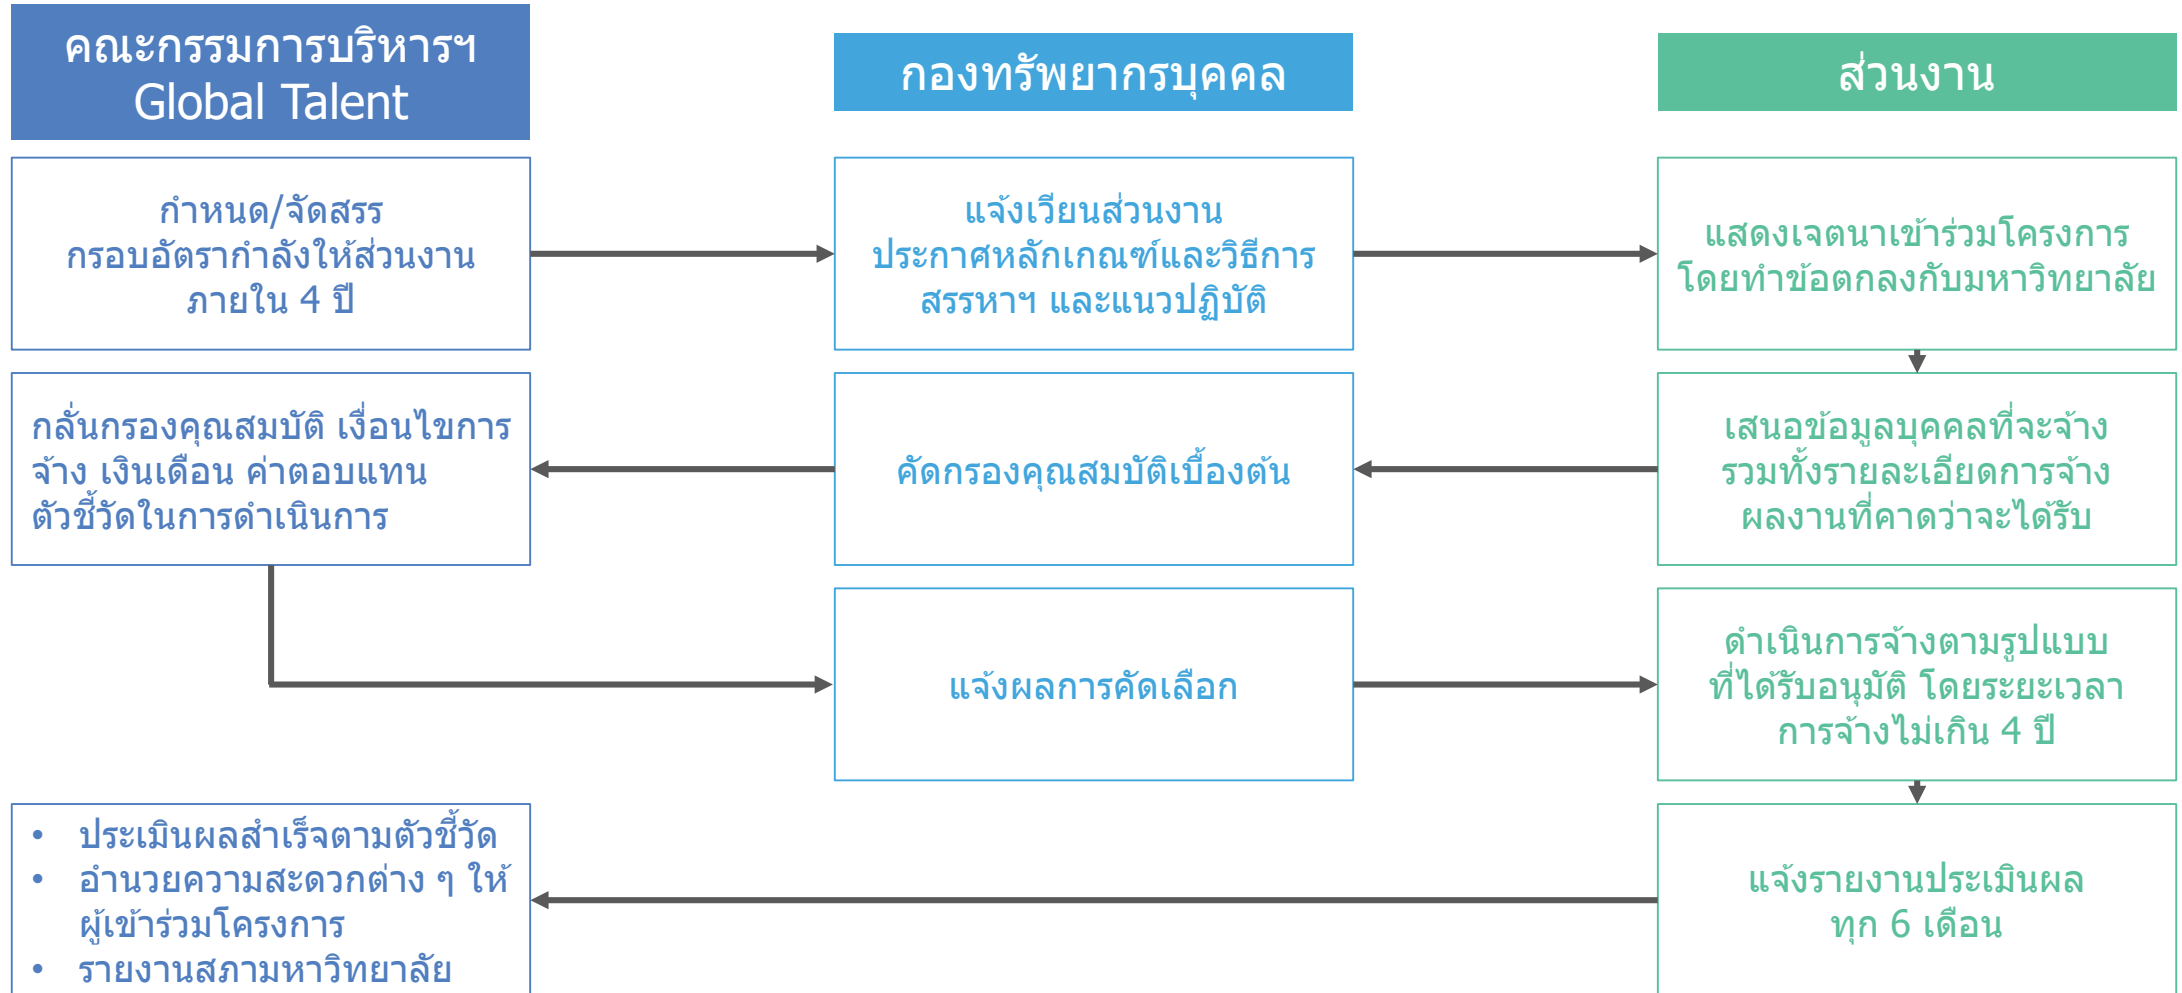 คณะกรรมการบริหารฯ
Global Talent
กองทรัพยากรบุคคล
ส่วนงาน
กำหนด/จัดสรร
กรอบอัตรากำลังให้ส่วนงาน
ภายใน 4 ปี
แจ้งเวียนส่วนงาน
ประกาศหลักเกณฑ์และวิธีการ
สรรหาฯ และแนวปฏิบัติ
แสดงเจตนาเข้าร่วมโครงการ
โดยทำข้อตกลงกับมหาวิทยาลัย
กลั่นกรองคุณสมบัติ เงื่อนไขการ
จ้าง เงินเดือน ค่าตอบแทน
ตัวชี้วัดในการดำเนินการ
คัดกรองคุณสมบัติเบื้องต้น
เสนอข้อมูลบุคคลที่จะจ้าง
รวมทั้งรายละเอียดการจ้าง
ผลงานที่คาดว่าจะได้รับ
แจ้งผลการคัดเลือก
ดำเนินการจ้างตามรูปแบบ
ที่ได้รับอนุมัติ โดยระยะเวลา
การจ้างไม่เกิน 4 ปี
• ประเมินผลสำเร็จตามตัวชี้วัด
• อำนวยความสะดวกต่าง ๆ ให้
ผู้เข้าร่วมโครงการ
• รายงานสภามหาวิทยาลัย
แจ้งรายงานประเมินผล
ทุก 6 เดือน